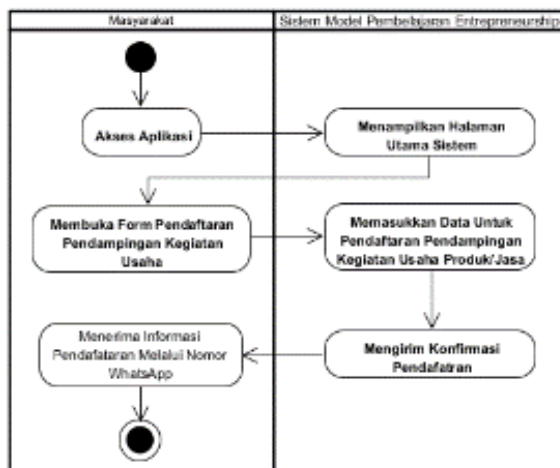 Masyarakat
Sistem Model Pembelajaran Entrepreneurship
Akses Aplikasi
Menampilkan Halaman
Utama Sistem
Membuka Form Pendaftaran
Pendampingan Kegiatan
Usaha
Memasukkan Data Untuk
Pendaftaran Pendampingan
Kegiatan Usaha Produk/Jasa
Menerima Informasi
Pendafataran Melalui Nomor
WhatsApp
Mengirim Konfirmasi
Pendafatran